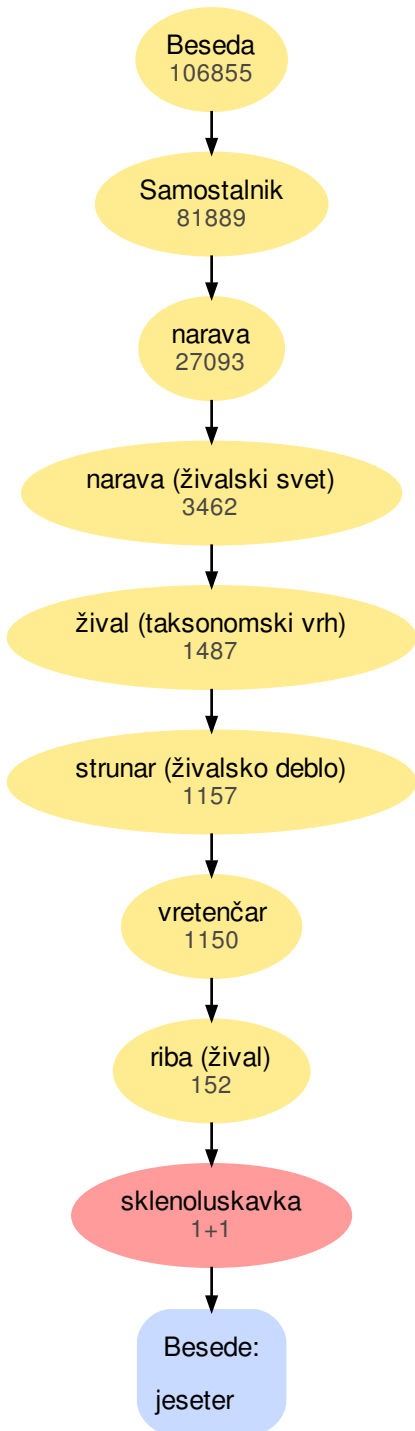 Beseda
106855
Samostalnik
81889
narava
27093
narava (živalski svet)
3462
žival (taksonomski vrh)
1487
strunar (živalsko deblo)
1157
vretenčar
1150
riba (žival)
152
sklenoluskavka
1+1
Besede:
jeseter